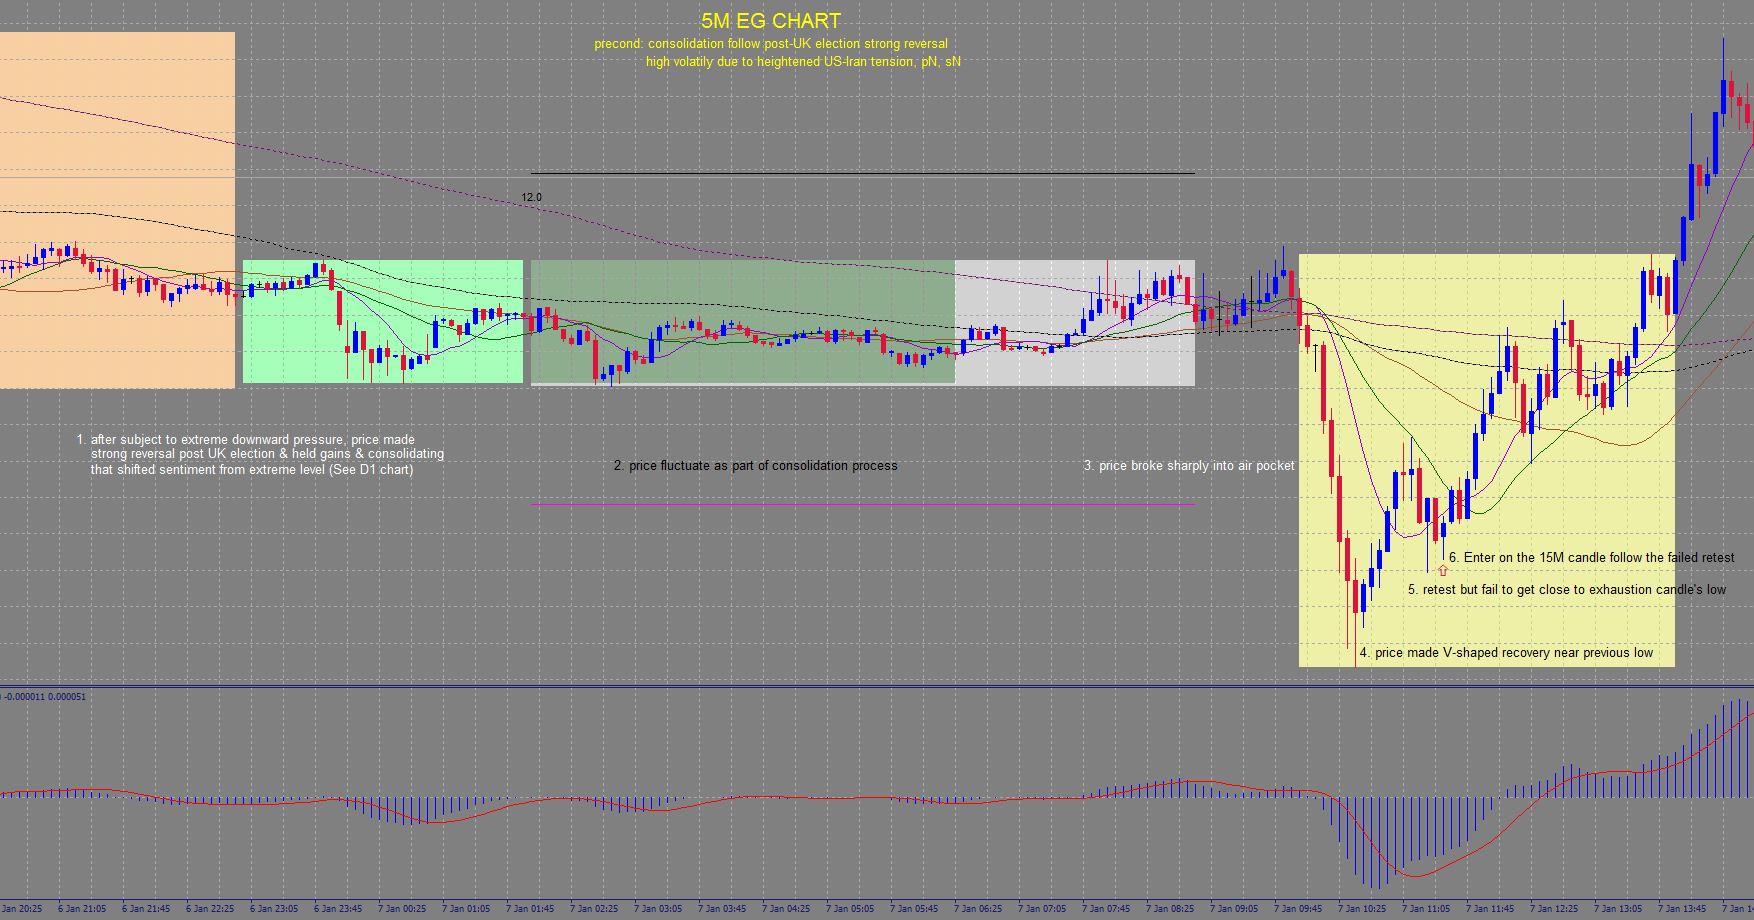 5M EG CHART
precond: consolidation follow post-UK election strong reversal
high volatily due to heightened US-Iran tension, pN, sN
12.0
1. after subject to extreme downward pressure, price made
strong reversal post UK election & held gains & consolidating
that shifted sentiment from extreme level (See D1 chart)
2. price fluctuate as part of consolidation process
3. price broke sharply into air pocket
6. Enter on the 15M candle follow the failed retest
5. retest but fail to get close to exhaustion candle's low
4. price made V-shaped recovery near previous low
-0.000011 0.000051
Jan 20:25 6 Jan 21:05 6 Jan 21:45 6 Jan 22:25 6 Jan 23:05 6 Jan 23:45 7 Jan 00:25 7 Jan 01:05 7 Jan 01:45 7 Jan 02:25 7 Jan 03:05 7 Jan 03:45 7 Jan 04:25 7 Jan 05:05 7 Jan 05:45 7 Jan 06:25 7 Jan 07:05 7 Jan 07:45 7 Jan 08:25 7 Jan 09:05 7 Jan 09:45 7 Jan 10:25 7 Jan 11:05 7 Jan 11:45 7 Jan 12:25 7 Jan 13:05 7 Jan 13:45 7 Jan